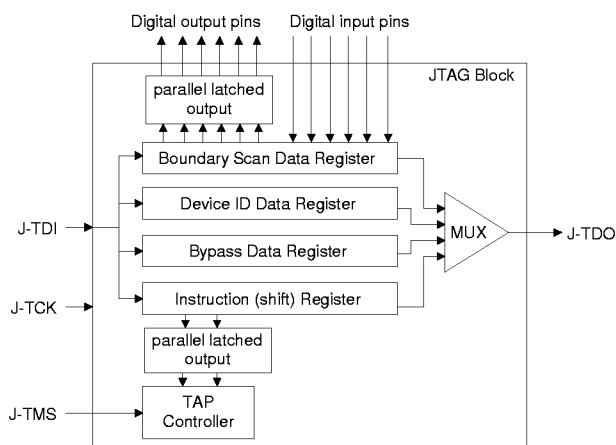 Digital output pins
Digital input pins
JTAG Block
parallel latched
output
Boundary Scan Data Register
Device ID Data Register
J-TDI
MUX
J-TDO
Bypass Data Register
Instruction (shift) Register
J-TCK
parallel latched
output
TAP
Controller
J-TMS